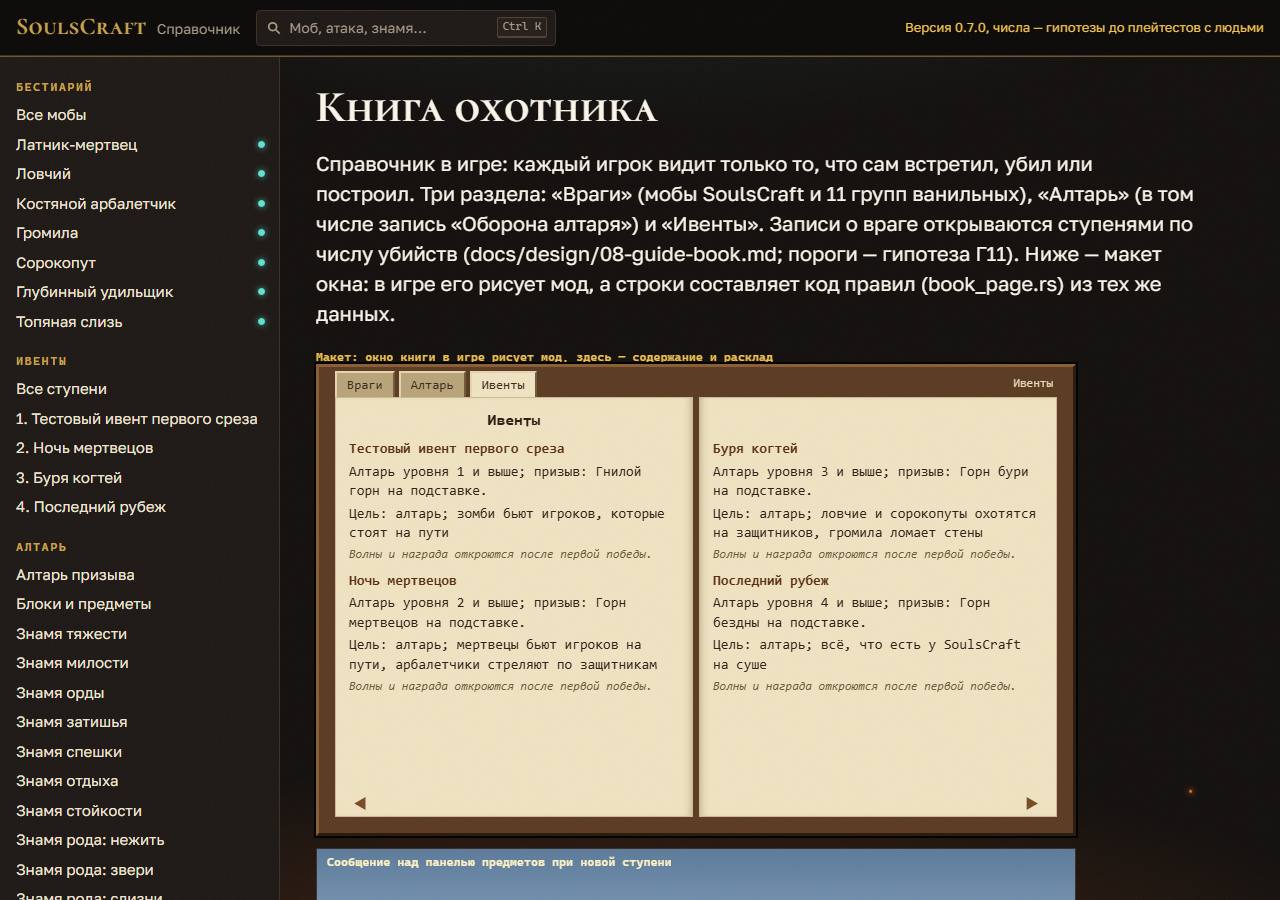 SoulsCraft Справочник
Моб, атака, знамя...
Ctrl K
Версия 0.7.0, числа — гипотезы до плейтестов с людьми
БЕСТИАРИЙ
Все мобы
Латник-мертвец
Ловчий
Костяной арбалетчик
Громила
Сорокопут
Глубинный удильщик
Топяная слизь
ИВЕНТЫ
Все ступени
1. Тестовый ивент первого среза
2. Ночь мертвецов
3. Буря когтей
4. Последний рубеж
АЛТАРЬ
Алтарь призыва
Блоки и предметы
Знамя тяжести
Знамя милости
Знамя орды
Знамя затишья
Знамя спешки
Знамя отдыха
Знамя стойкости
Знамя рода: нежить
Знамя рода: звери
Знамя рода: слизни
Книга охотника
Справочник в игре: каждый игрок видит только то, что сам встретил, убил или
построил. Три раздела: «Враги» (мобы SoulsCraft и 11 групп ванильных), «Алтарь» (в том
числе запись «Оборона алтаря») и «Ивенты». Записи о враге открываются ступенями по
числу убийств (docs/design/08-guide-book.md; пороги — гипотеза Г11). Ниже — макет
окна: в игре его рисует мод, а строки составляет код правил (book_page.rs) из тех же
данных.
Макет: окно книги в игре рисует мод, здесь — содержание и расклад
Враги
Алтарь
Ивенты
Ивенты
Ивенты
Тестовый ивент первого среза
Алтарь уровня 1 и выше; призыв: Гнилой
горн на подставке.
Цель: алтарь; зомби бьют игроков, которые
стоят на пути
Волны и награда откроются после первой победы.
Ночь мертвецов
Алтарь уровня 2 и выше; призыв: Горн
мертвецов на подставке.
Цель: алтарь; мертвецы бьют игроков на
пути, арбалетчики стреляют по защитникам
Волны и награда откроются после первой победы.
Буря когтей
Алтарь уровня 3 и выше; призыв: Горн бури
на подставке.
Цель: алтарь; ловчие и сорокопуты охотятся
на защитников, громила ломает стены
Волны и награда откроются после первой победы.
Последний рубеж
Алтарь уровня 4 и выше; призыв: Горн
бездны на подставке.
Цель: алтарь; всё, что есть у SoulsCraft
на суше
Волны и награда откроются после первой победы.
Сообщение над панелью предметов при новой ступени